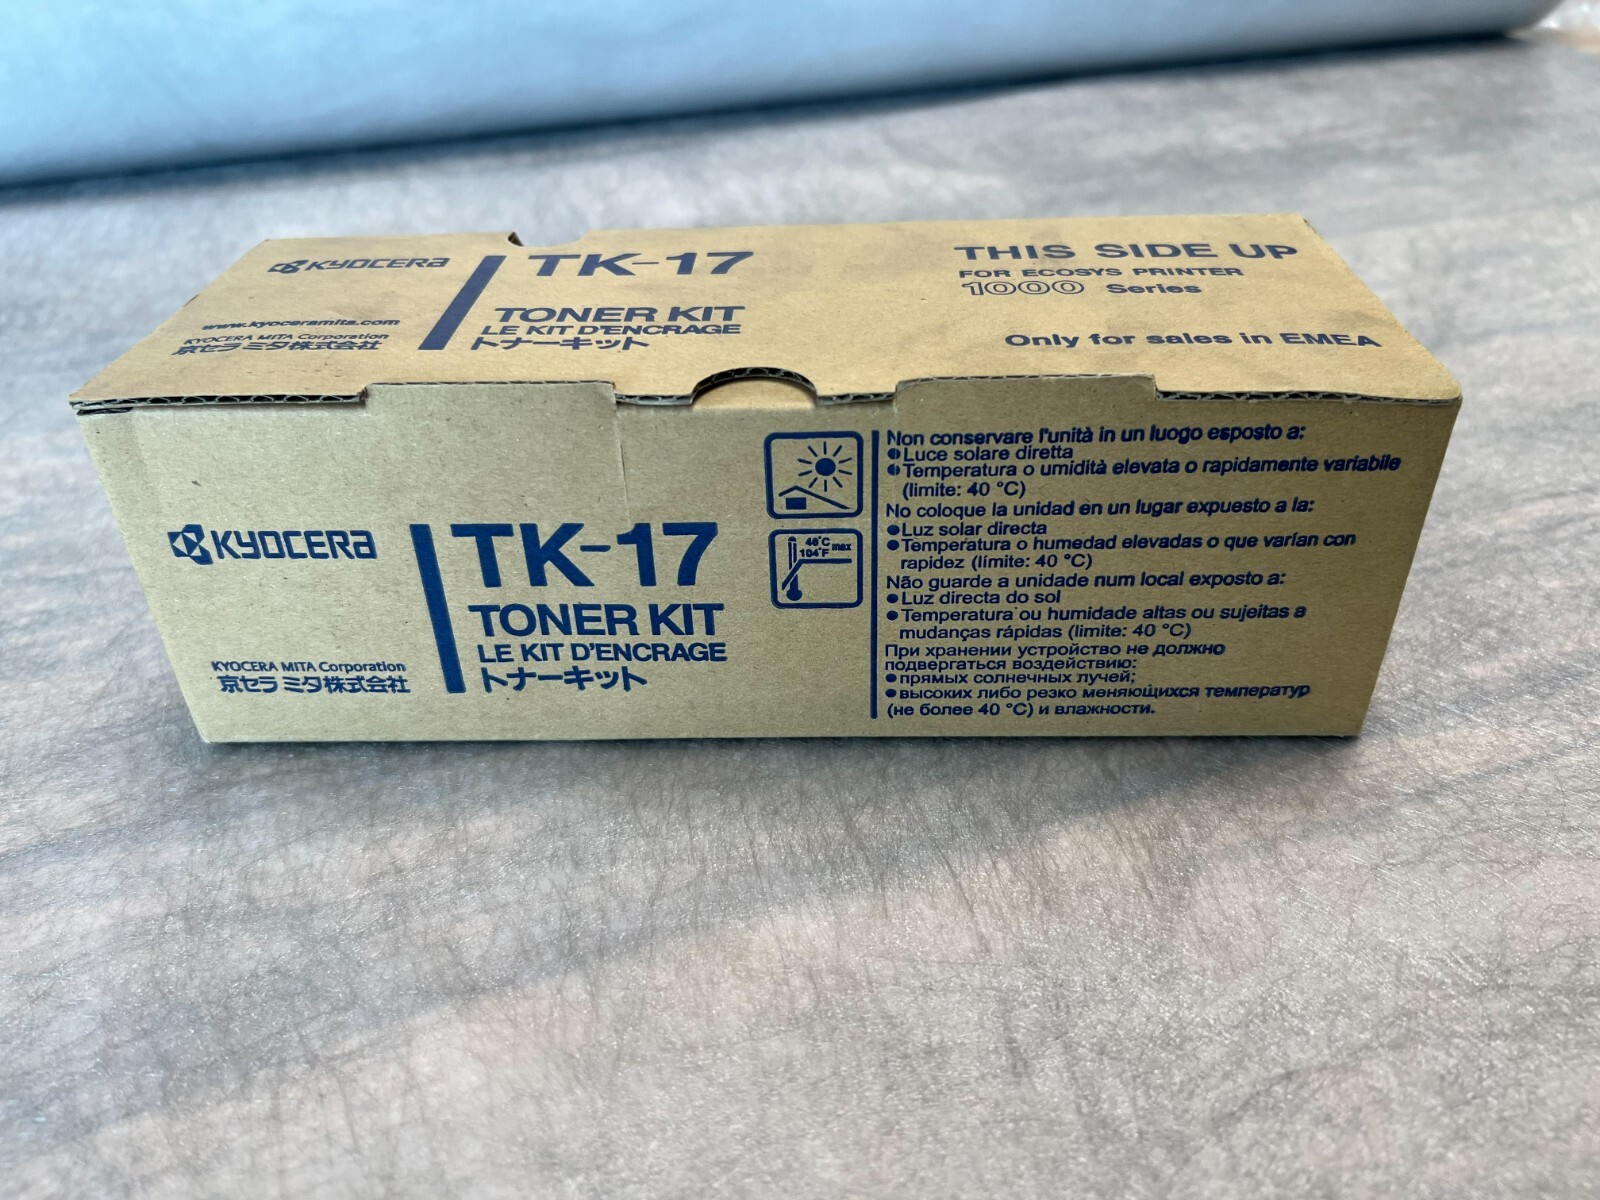 KYOCERA
www.kyoceramita.com
KYOCERA MITA Corporation
京セラミタ株式会社
TK-17
TONER KIT
LE KIT D'ENCRAGE
トナーキット
THIS SIDE UP
FOR ECOSYS PRINTER
1000 Series
Only for sales in EMEA
KYOCERA
KYOCERA MITA Corporation
京セラミタ株式会社
TK-17
TONER KIT
LE KIT D'ENCRAGE
トナーキット
40°C
104°F max
Non conservare l'unità in un luogo esposto a:
●Luce solare diretta
●Temperatura o umidità elevata o rapidamente variabile
(limite: 40 °C)
No coloque la unidad en un lugar expuesto a la:
●Luz solar directa
●Temperatura o humedad elevadas o que varían con
rapidez (límite: 40 °C)
Não guarde a unidade num local exposto a:
●Luz directa do sol
●Temperatura ou humidade altas ou sujeitas a
mudanças rápidas (limite: 40 °C)
При хранении устройство не должно
подвергаться воздействию:
●прямых солнечных лучей;
●высоких либо резко меняющихся температур
(не более 40 °C) и влажности.